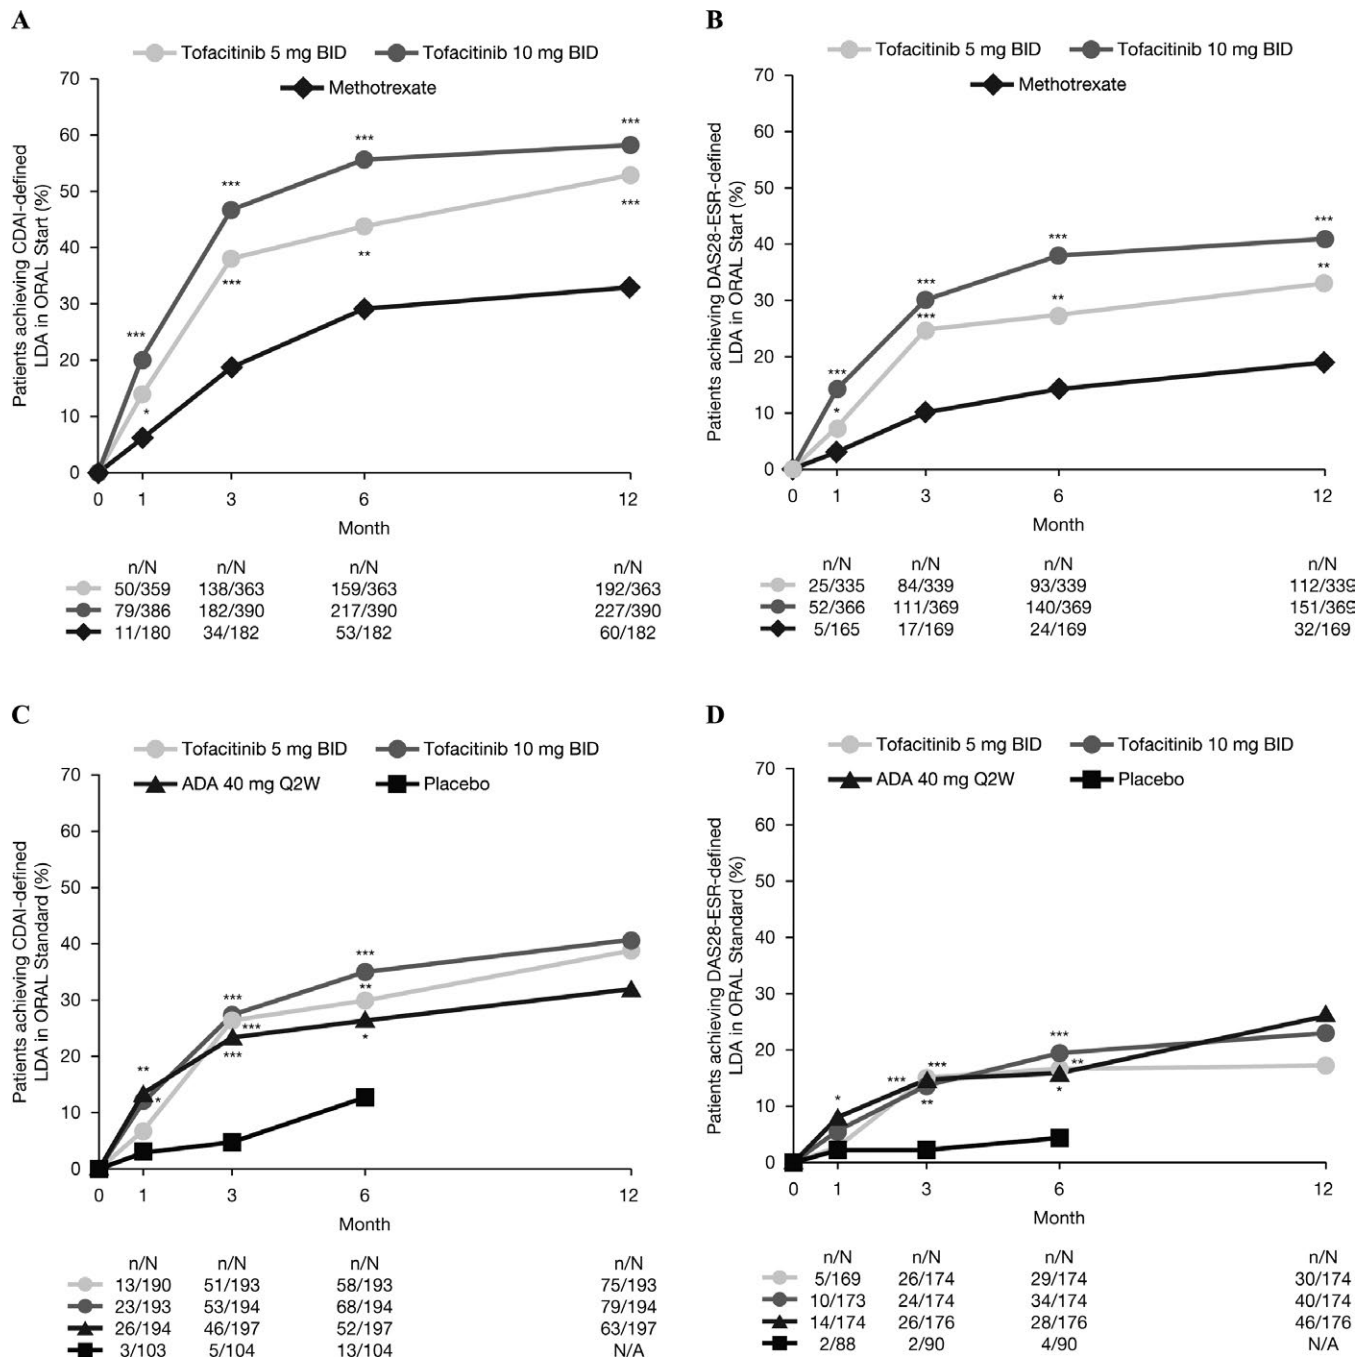 A
Tofacitinib 5 mg BID
Tofacitinib 10 mg BID
Methotrexate
Patients achieving CDAI-defined
LDA in ORAL Start (%)
70
60
50
40
30
20
10
0
***
***
***
***
***
***
**
***
*
0 1 3 6 12
Month
n/N n/N n/N n/N
50/359 138/363 159/363 192/363
79/386 182/390 217/390 227/390
11/180 34/182 53/182 60/182
B
Tofacitinib 5 mg BID
Tofacitinib 10 mg BID
Methotrexate
Patients achieving DAS28-ESR-defined
LDA in ORAL Start (%)
70
60
50
40
30
20
10
0
***
***
**
***
**
***
***
*
0 1 3 6 12
Month
n/N n/N n/N n/N
25/335 84/339 93/339 112/339
52/366 111/369 140/369 151/369
5/165 17/169 24/169 32/169
C
Tofacitinib 5 mg BID
Tofacitinib 10 mg BID
ADA 40 mg Q2W
Placebo
Patients achieving CDAI-defined
LDA in ORAL Standard (%)
70
60
50
40
30
20
10
0
***
**
***
***
*
***
**
*
0 1 3 6 12
Month
n/N n/N n/N n/N
13/190 51/193 58/193 75/193
23/193 53/194 68/194 79/194
26/194 46/197 52/197 63/197
3/103 5/104 13/104 N/A
D
Tofacitinib 5 mg BID
Tofacitinib 10 mg BID
ADA 40 mg Q2W
Placebo
Patients achieving DAS28-ESR-defined
LDA in ORAL Standard (%)
70
60
50
40
30
20
10
0
***
***
**
***
*
*
**
0 1 3 6 12
Month
n/N n/N n/N n/N
5/169 26/174 29/174 30/174
10/173 24/174 34/174 40/174
14/174 26/176 28/176 46/176
2/88 2/90 4/90 N/A